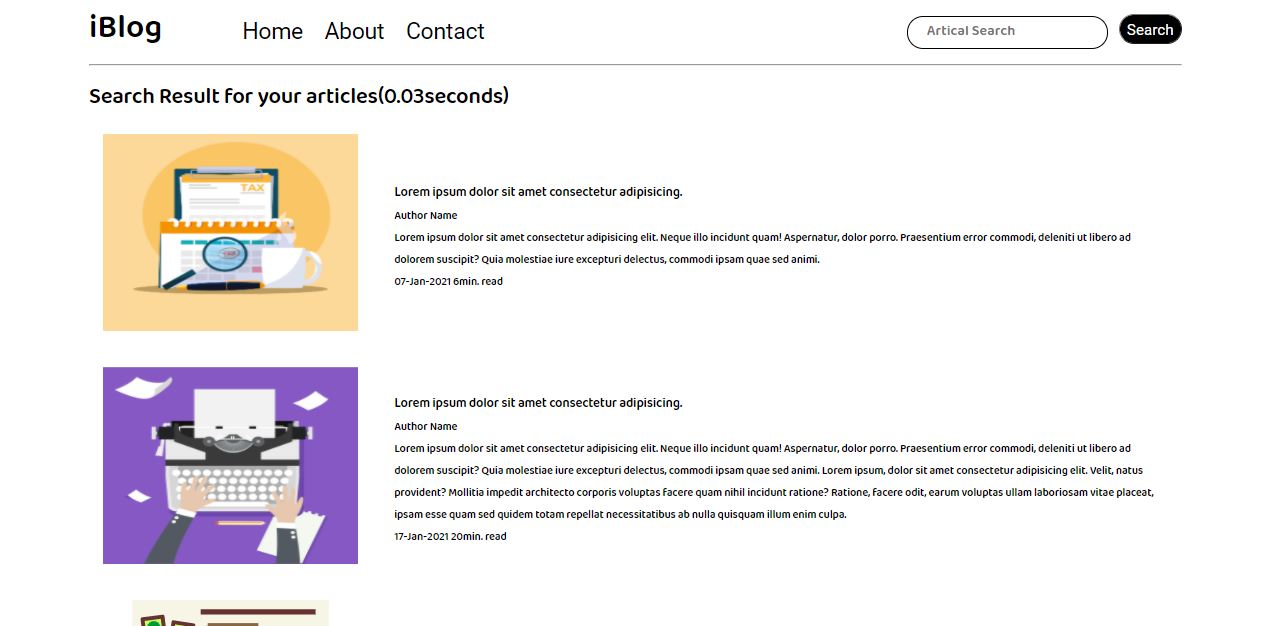 iBlog
Home About Contact
Artical Search
Search
Search Result for your articles(0.03seconds)
TAX
TAX
Lorem ipsum dolor sit amet consectetur adipisicing.
Author Name
Lorem ipsum dolor sit amet consectetur adipisicing elit. Neque illo incidunt quam! Aspernatur, dolor porro. Praesentium error commodi, deleniti ut libero ad
dolorem suscipit? Quia molestiae iure excepturi delectus, commodi ipsam quae sed animi.
07-Jan-2021 6min. read
Lorem ipsum dolor sit amet consectetur adipisicing.
Author Name
Lorem ipsum dolor sit amet consectetur adipisicing elit. Neque illo incidunt quam! Aspernatur, dolor porro. Praesentium error commodi, deleniti ut libero ad
dolorem suscipit? Quia molestiae iure excepturi delectus, commodi ipsam quae sed animi. Lorem ipsum, dolor sit amet consectetur adipisicing elit. Velit, natus
provident? Mollitia impedit architecto corporis voluptas facere quam nihil incidunt ratione? Ratione, facere odit, earum voluptas ullam laboriosam vitae placeat,
ipsam esse quam sed quidem totam repellat necessitatibus ab nulla quisquam illum enim culpa.
17-Jan-2021 20min. read